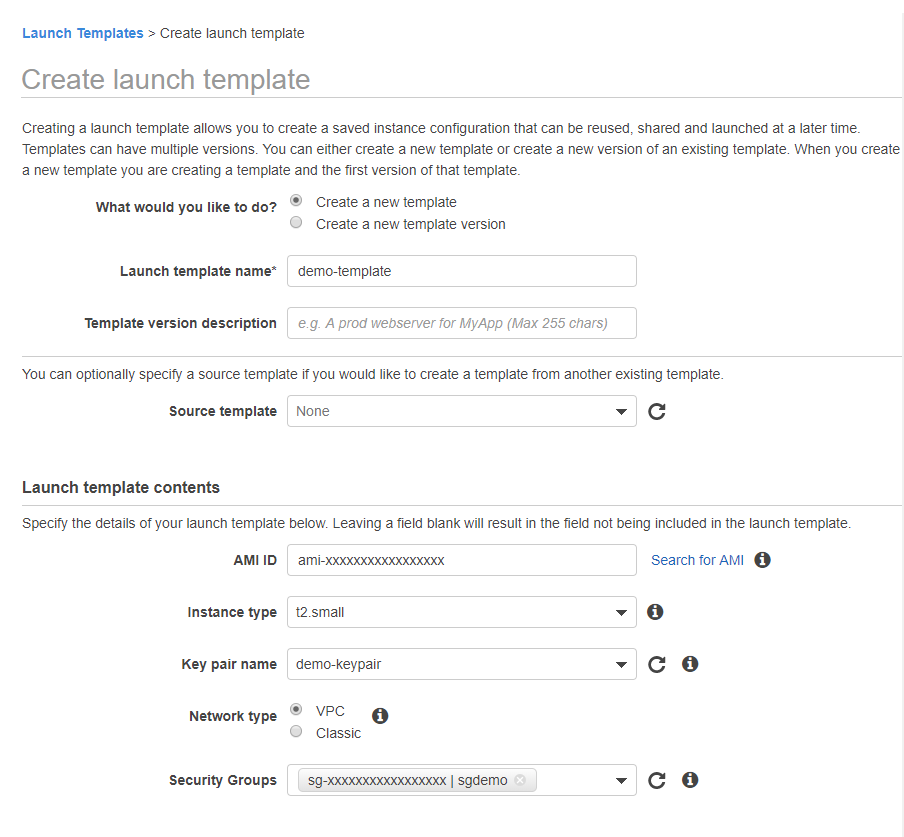 Launch Templates > Create launch template
Create launch template
Creating a launch template allows you to create a saved instance configuration that can be reused, shared and launched at a later time.
Templates can have multiple versions. You can either create a new template or create a new version of an existing template. When you create
a new template you are creating a template and the first version of that template.
What would you like to do? Create a new template
Create a new template version
Launch template name* demo-template
Template version description e.g. A prod webserver for MyApp (Max 255 chars)
You can optionally specify a source template if you would like to create a template from another existing template.
Source template None
Launch template contents
Specify the details of your launch template below. Leaving a field blank will result in the field not being included in the launch template.
AMI ID ami-xxxxxxxxxxxxxxxxx Search for AMI
Instance type t2.small
Key pair name demo-keypair
Network type VPC
Classic
Security Groups sg-xxxxxxxxxxxxxxxxx | sgdemo